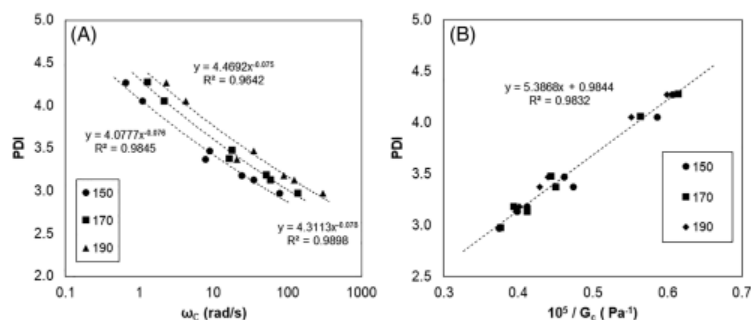 (A)
5.0
4.5
4.0
3.5
3.0
2.5
2.0
PDI
y = 4.4692x^-0.075
R² = 0.9642
y = 4.0777x^-0.076
R² = 0.9845
y = 4.3113x^-0.078
R² = 0.9898
150
170
190
0.1 1 10 100 1000
ω_C (rad/s)
(B)
5.0
4.5
4.0
3.5
3.0
2.5
PDI
y = 5.3868x + 0.9844
R² = 0.9832
150
170
190
0.3 0.4 0.5 0.6 0.7
10⁵ / G_c ( Pa⁻¹)